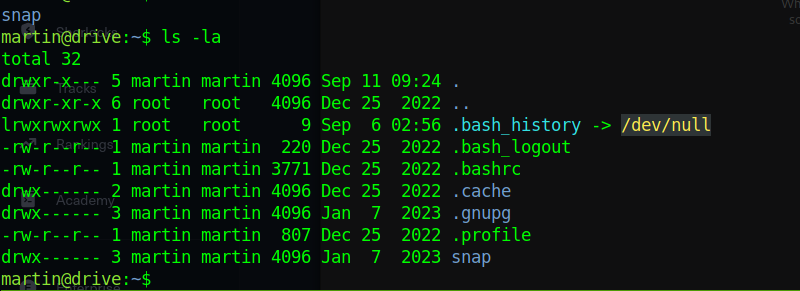 snap
martin@drive:~$ ls -la
total 32
drwxr-x--- 5 martin martin 4096 Sep 11 09:24 .
drwxr-xr-x 6 root   root   4096 Dec 25  2022 ..
lrwxrwxrwx 1 root   root      9 Sep  6 02:56 .bash_history -> /dev/null
-rw-r--r-- 1 martin martin  220 Dec 25  2022 .bash_logout
-rw-r--r-- 1 martin martin 3771 Dec 25  2022 .bashrc
drwx------ 2 martin martin 4096 Dec 25  2022 .cache
drwx------ 3 martin martin 4096 Jan  7  2023 .gnupg
-rw-r--r-- 1 martin martin  807 Dec 25  2022 .profile
drwx------ 3 martin martin 4096 Jan  7  2023 snap
martin@drive:~$
Tracks
Rankings
Academy
Enterprise